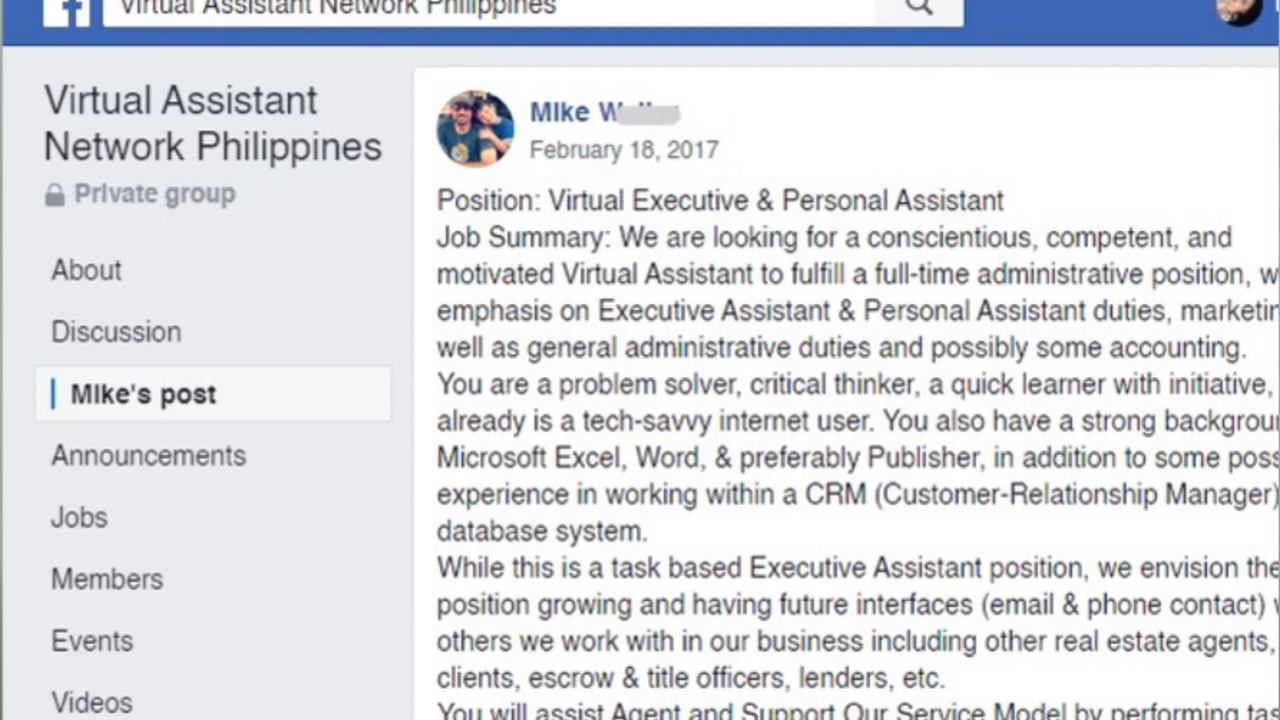 Virtual Assistant Network Philippines
Virtual Assistant
Network Philippines
Private group
About
Discussion
MIke's post
Announcements
Jobs
Members
Events
Videos
MIke
February 18, 2017
Position: Virtual Executive & Personal Assistant
Job Summary: We are looking for a conscientious, competent, and
motivated Virtual Assistant to fulfill a full-time administrative position,
emphasis on Executive Assistant & Personal Assistant duties,
well as general administrative duties and possibly some accounting.
You are a problem solver, critical thinker, a quick learner with initiative,
already is a tech-savvy internet user. You also have a strong
Microsoft Excel, Word, & preferably Publisher, in addition to some
experience in working within a CRM (Customer-Relationship Manager)
database system.
While this is a task based Executive Assistant position, we envision the
position growing and having future interfaces (email & phone contact)
others we work with in our business including other real estate agents,
clients, escrow & title officers, lenders, etc.
You will assist Agent and Support Our Service Model by performing